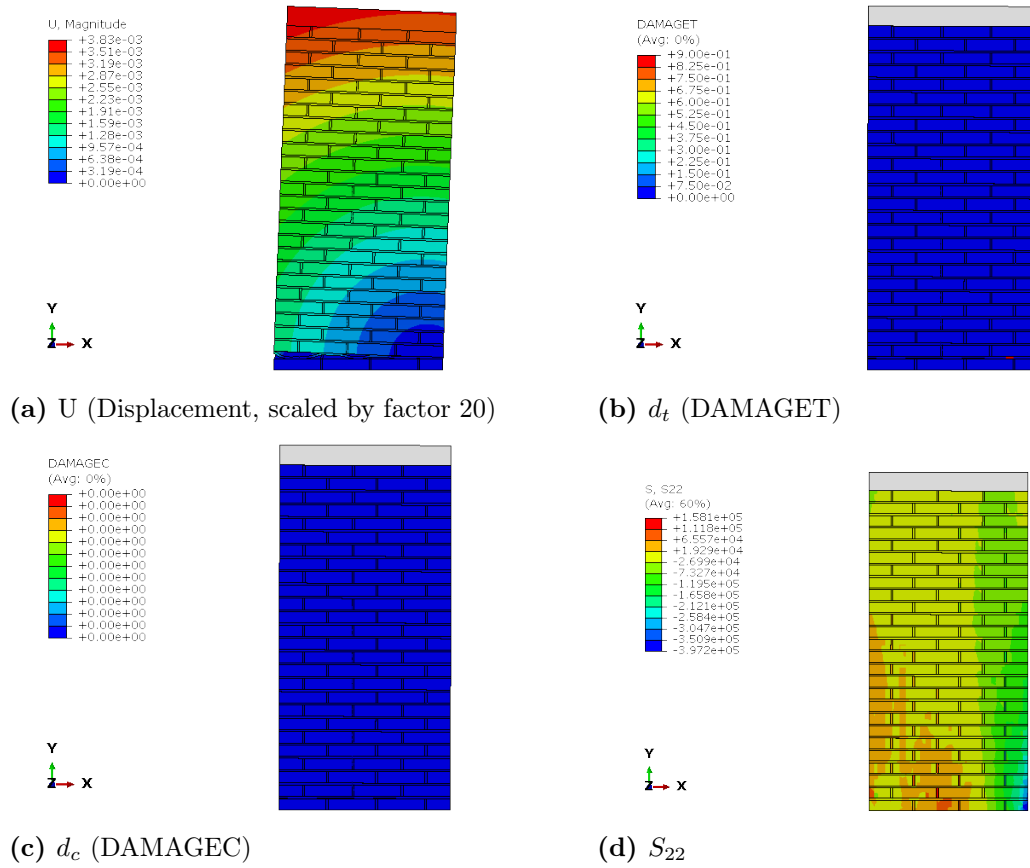 U, Magnitude
+3.83e-03
+3.51e-03
+3.19e-03
+2.87e-03
+2.55e-03
+2.23e-03
+1.91e-03
+1.59e-03
+1.28e-03
+9.57e-04
+6.38e-04
+3.19e-04
+0.00e+00
Y
Z X
(a) U (Displacement, scaled by factor 20)
DAMAGET
(Avg: 0%)
+9.00e-01
+8.25e-01
+7.50e-01
+6.75e-01
+6.00e-01
+5.25e-01
+4.50e-01
+3.75e-01
+3.00e-01
+2.25e-01
+1.50e-01
+7.50e-02
+0.00e+00
Y
Z X
(b) d_t (DAMAGET)
DAMAGEC
(Avg: 0%)
+0.00e+00
+0.00e+00
+0.00e+00
+0.00e+00
+0.00e+00
+0.00e+00
+0.00e+00
+0.00e+00
+0.00e+00
+0.00e+00
+0.00e+00
+0.00e+00
+0.00e+00
Y
Z X
(c) d_c (DAMAGEC)
S, S22
(Avg: 60%)
+1.581e+05
+1.118e+05
+6.557e+04
+1.929e+04
-2.699e+04
-7.327e+04
-1.195e+05
-1.658e+05
-2.121e+05
-2.584e+05
-3.047e+05
-3.509e+05
-3.972e+05
Y
Z X
(d) S_22